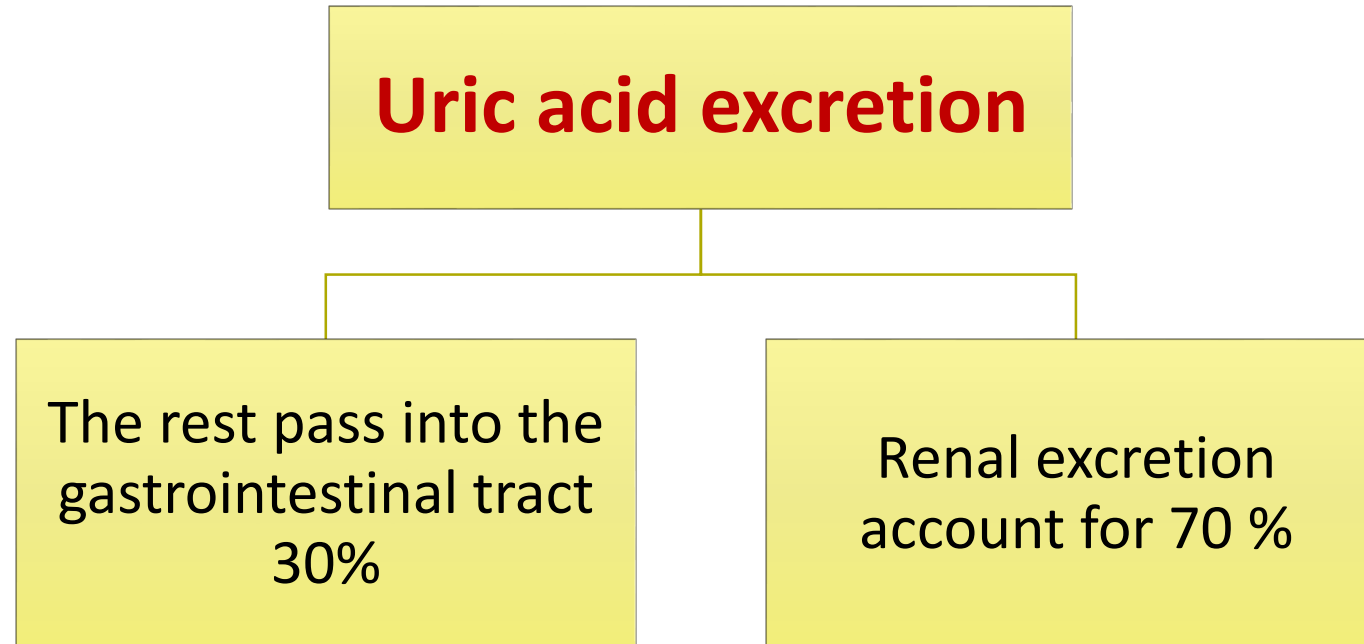 Uric acid excretion
The rest pass into the
gastrointestinal tract
30%
Renal excretion
account for 70 %